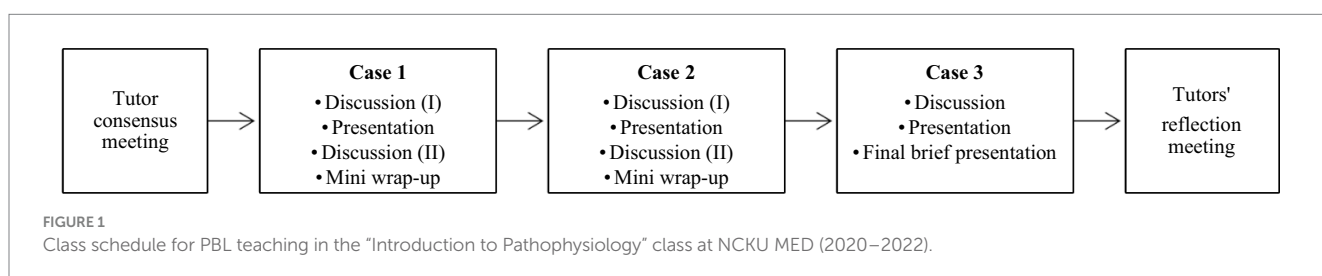 Tutor
consensus
meeting
Case 1
• Discussion (I)
• Presentation
• Discussion (II)
• Mini wrap-up
Case 2
• Discussion (I)
• Presentation
• Discussion (II)
• Mini wrap-up
Case 3
• Discussion
• Presentation
• Final brief presentation
Tutors'
reflection
meeting
FIGURE 1
Class schedule for PBL teaching in the “Introduction to Pathophysiology” class at NCKU MED (2020–2022).